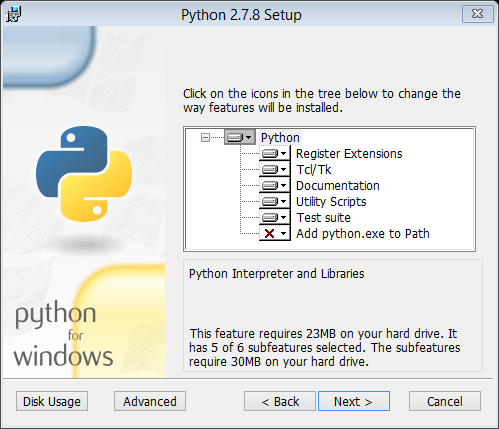 Python 2.7.8 Setup
Click on the icons in the tree below to change the
way features will be installed.
Python
Register Extensions
Tcl/Tk
Documentation
Utility Scripts
Test suite
Add python.exe to Path
Python Interpreter and Libraries
This feature requires 23MB on your hard drive. It
has 5 of 6 subfeatures selected. The subfeatures
require 30MB on your hard drive.
python
for
windows
Disk Usage
Advanced
< Back
Next >
Cancel